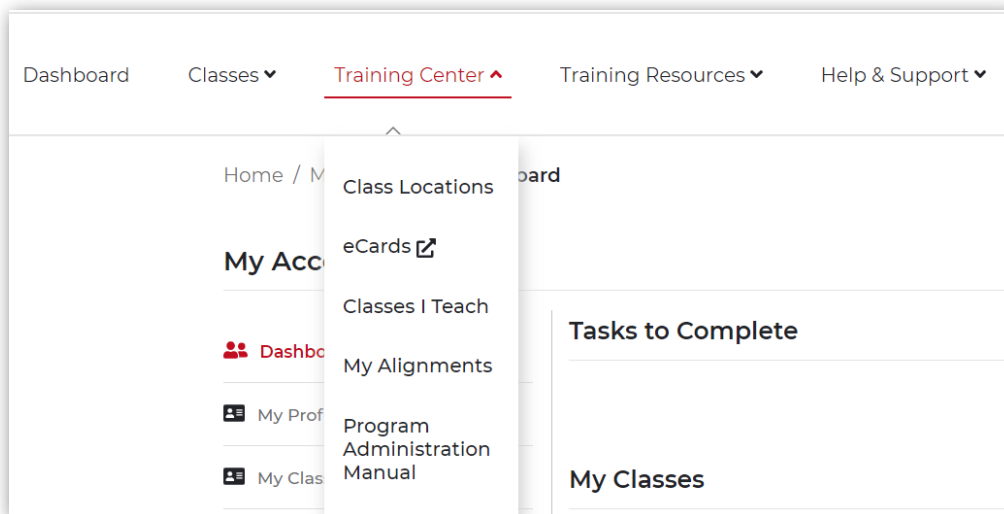 Dashboard Classes Training Center Training Resources Help & Support
Home / M board
Class Locations
eCards
My Acc
Classes I Teach
Tasks to Complete
Dashbo
My Alignments
My Prof
Program
Administration
Manual
My Clas
My Classes